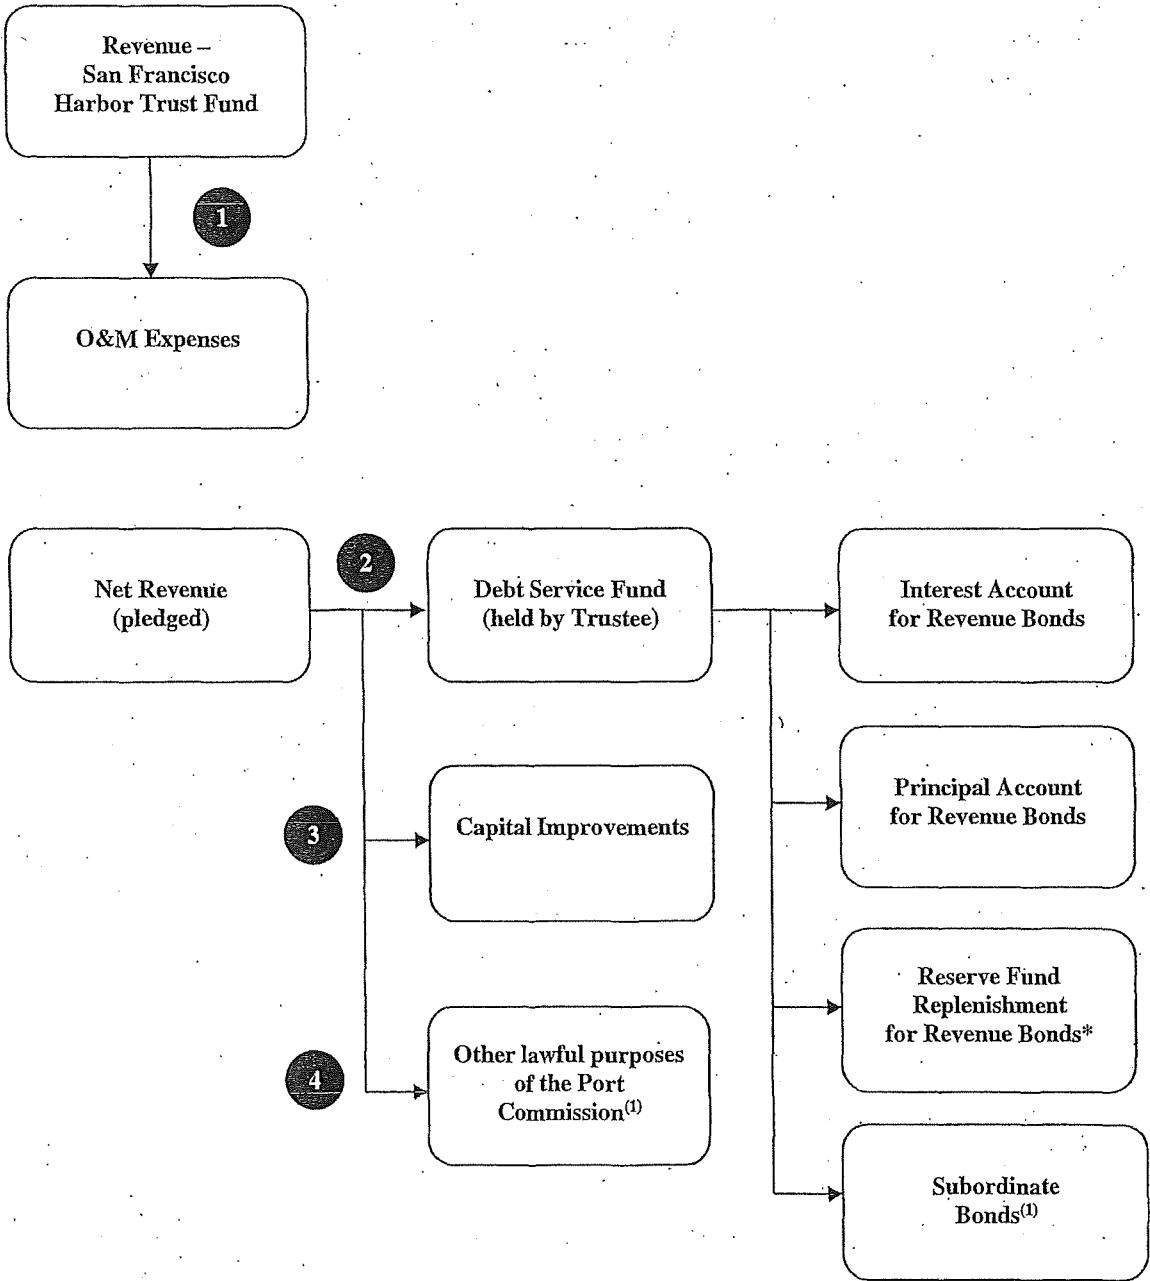 Revenue –
San Francisco
Harbor Trust Fund
1
O&M Expenses
Net Revenue
(pledged)
2
Debt Service Fund
(held by Trustee)
Interest Account
for Revenue Bonds
Principal Account
for Revenue Bonds
3
Capital Improvements
Reserve Fund
Replenishment
for Revenue Bonds*
4
Other lawful purposes
of the Port
Commission(1)
Subordinate
Bonds(1)